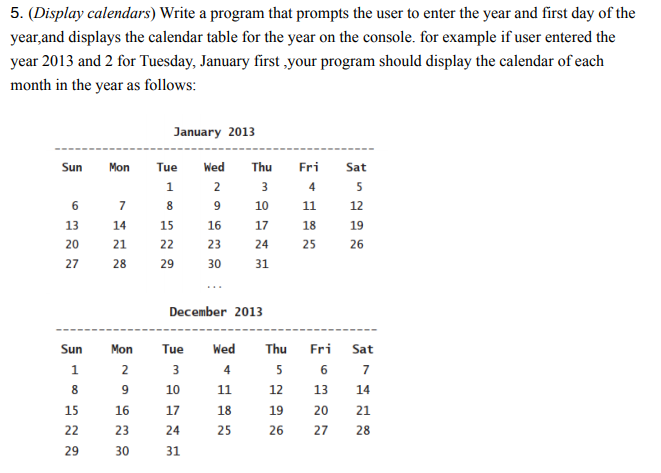 5. (Display calendars) Write a program that prompts the user to enter the year and first day of the
year,and displays the calendar table for the year on the console. for example if user entered the
year 2013 and 2 for Tuesday, January first ,your program should display the calendar of each
month in the year as follows:
January 2013
---------------------------------------------
Sun Mon Tue Wed Thu Fri Sat
1 2 3 4 5
6 7 8 9 10 11 12
13 14 15 16 17 18 19
20 21 22 23 24 25 26
27 28 29 30 31
...
December 2013
---------------------------------------------
Sun Mon Tue Wed Thu Fri Sat
1 2 3 4 5 6 7
8 9 10 11 12 13 14
15 16 17 18 19 20 21
22 23 24 25 26 27 28
29 30 31